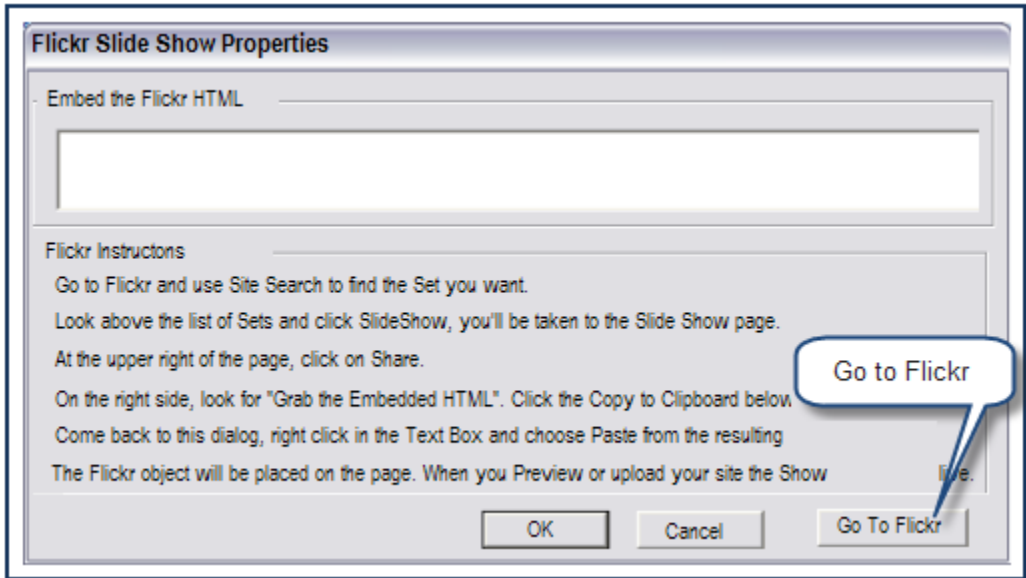 Flickr Slide Show Properties
Embed the Flickr HTML
Flickr Instructons
Go to Flickr and use Site Search to find the Set you want.
Look above the list of Sets and click SlideShow, you'll be taken to the Slide Show page.
At the upper right of the page, click on Share.
Go to Flickr
On the right side, look for "Grab the Embedded HTML". Click the Copy to Clipboard below
Come back to this dialog, right click in the Text Box and choose Paste from the resulting
The Flickr object will be placed on the page. When you Preview or upload your site the Show
OK Cancel Go To Flickr